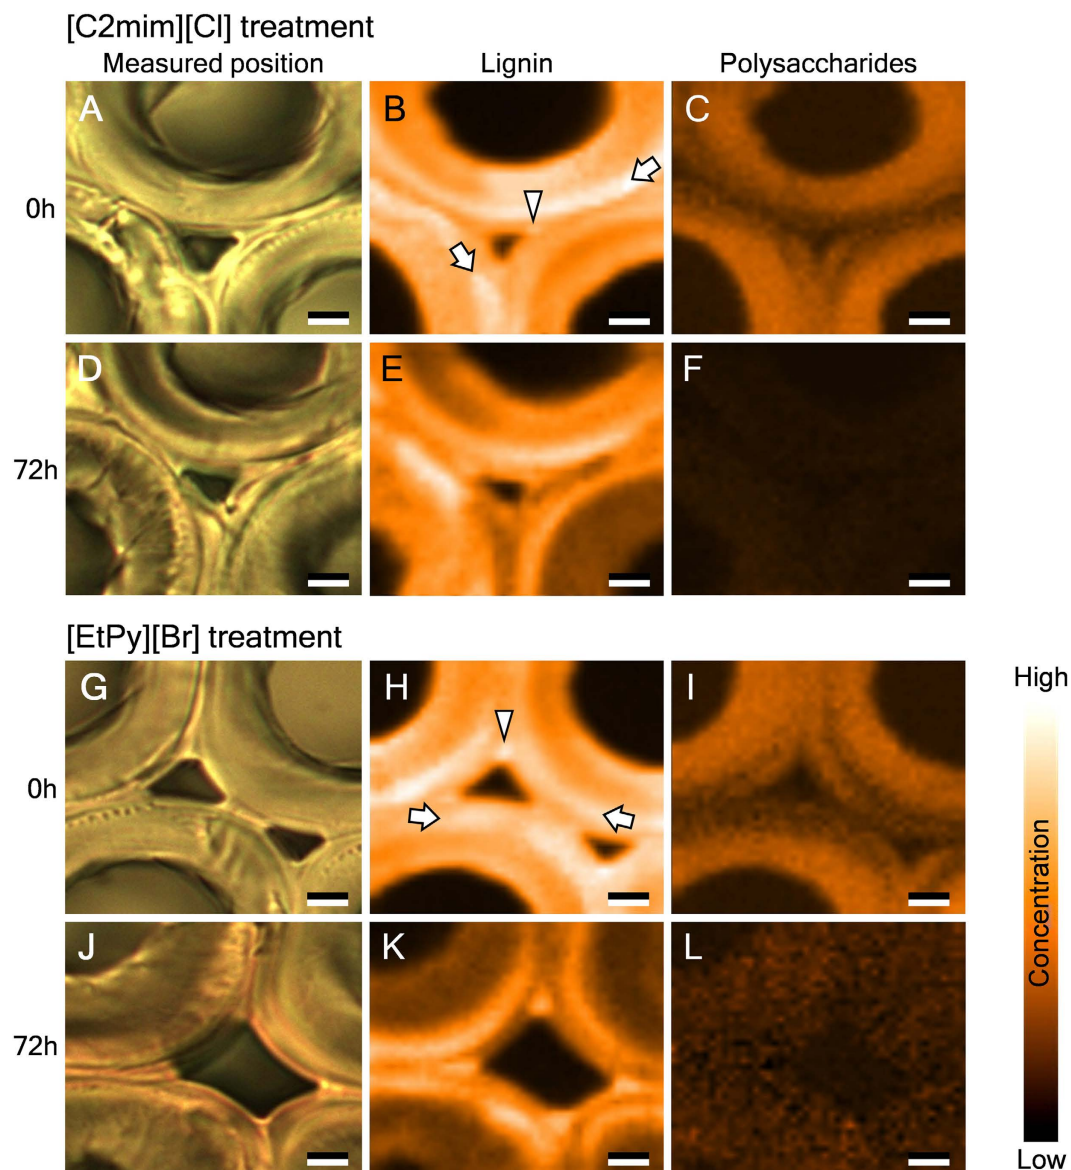 [C2mim][Cl] treatment
Measured position Lignin Polysaccharides
0h A B C
72h D E F
[EtPy][Br] treatment
0h G H I
72h J K L
High
Concentration
Low